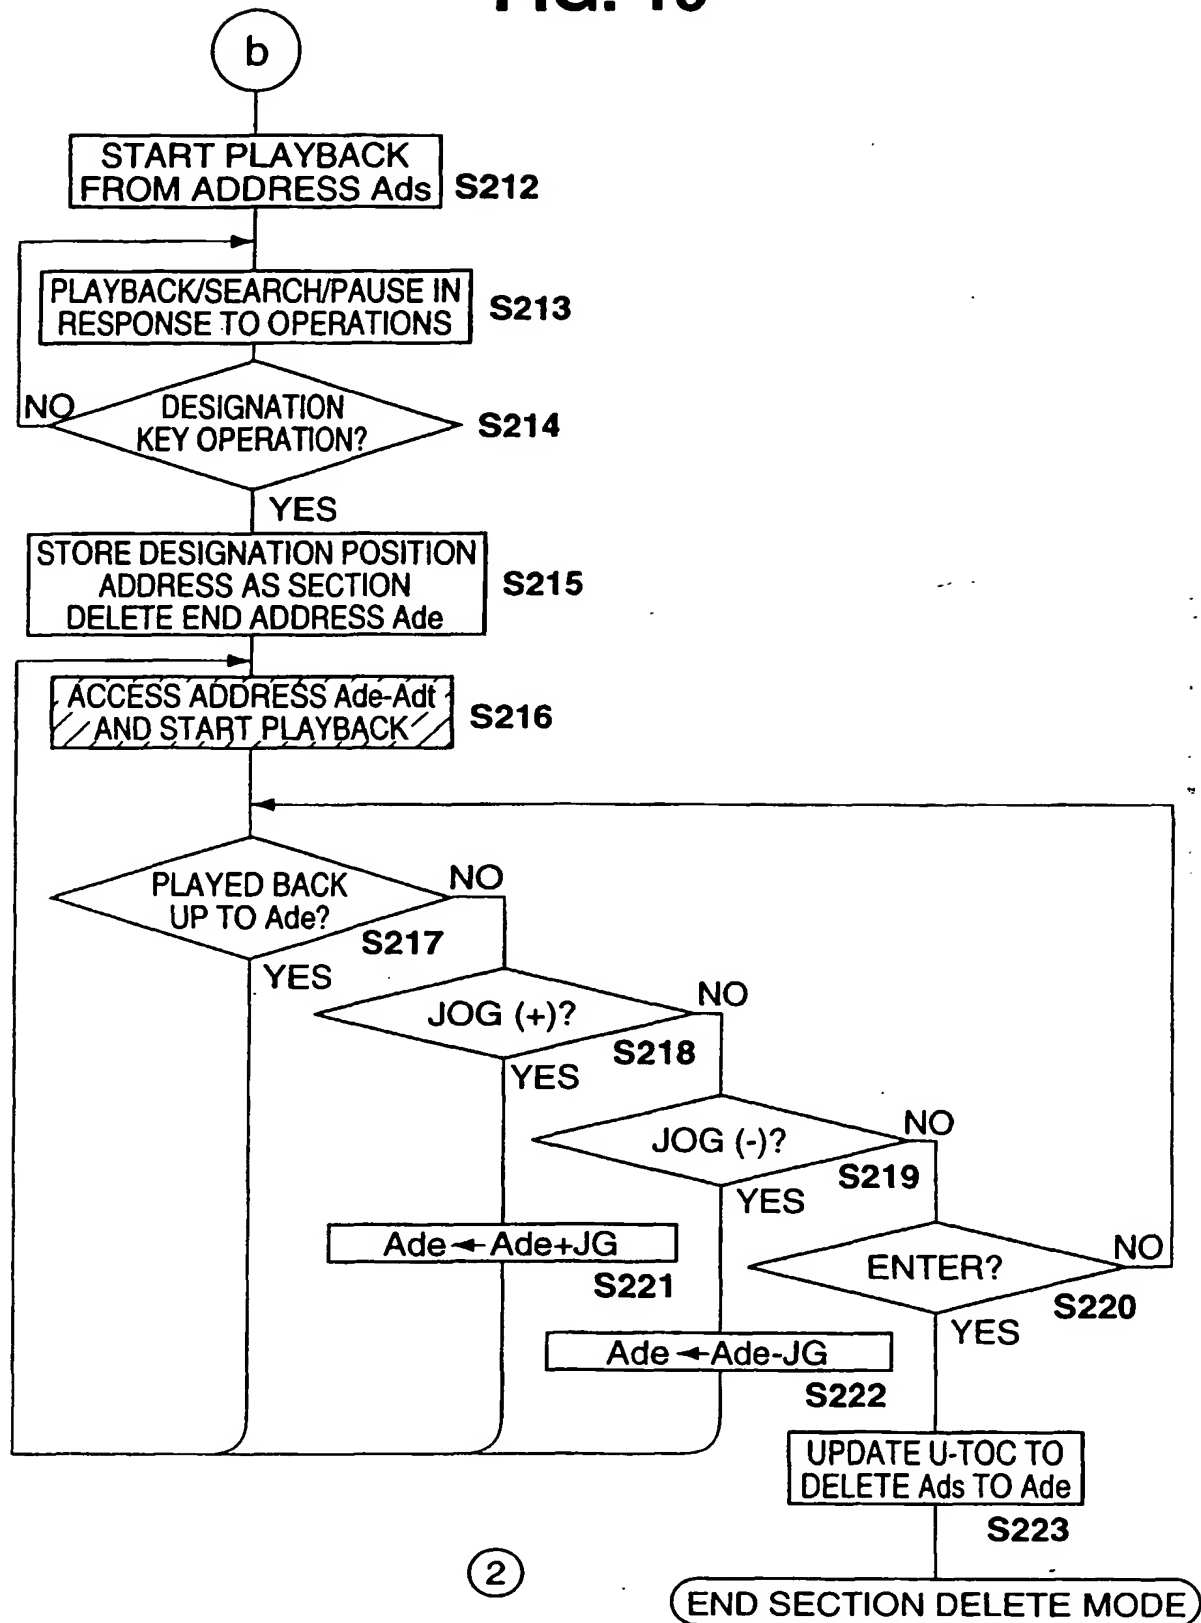 b
START PLAYBACK
FROM ADDRESS Ads
S212
PLAYBACK/SEARCH/PAUSE IN
RESPONSE TO OPERATIONS
S213
NO
DESIGNATION
KEY OPERATION?
S214
YES
STORE DESIGNATION POSITION
ADDRESS AS SECTION
DELETE END ADDRESS Ade
S215
ACCESS ADDRESS Ade-Adt
AND START PLAYBACK
S216
PLAYED BACK
UP TO Ade?
NO
S217
YES
JOG (+)?
NO
S218
YES
JOG (-)?
NO
S219
YES
Ade←Ade+JG
S221
ENTER?
NO
S220
YES
Ade←Ade-JG
S222
UPDATE U-TOC TO
DELETE Ads TO Ade
S223
2
END SECTION DELETE MODE